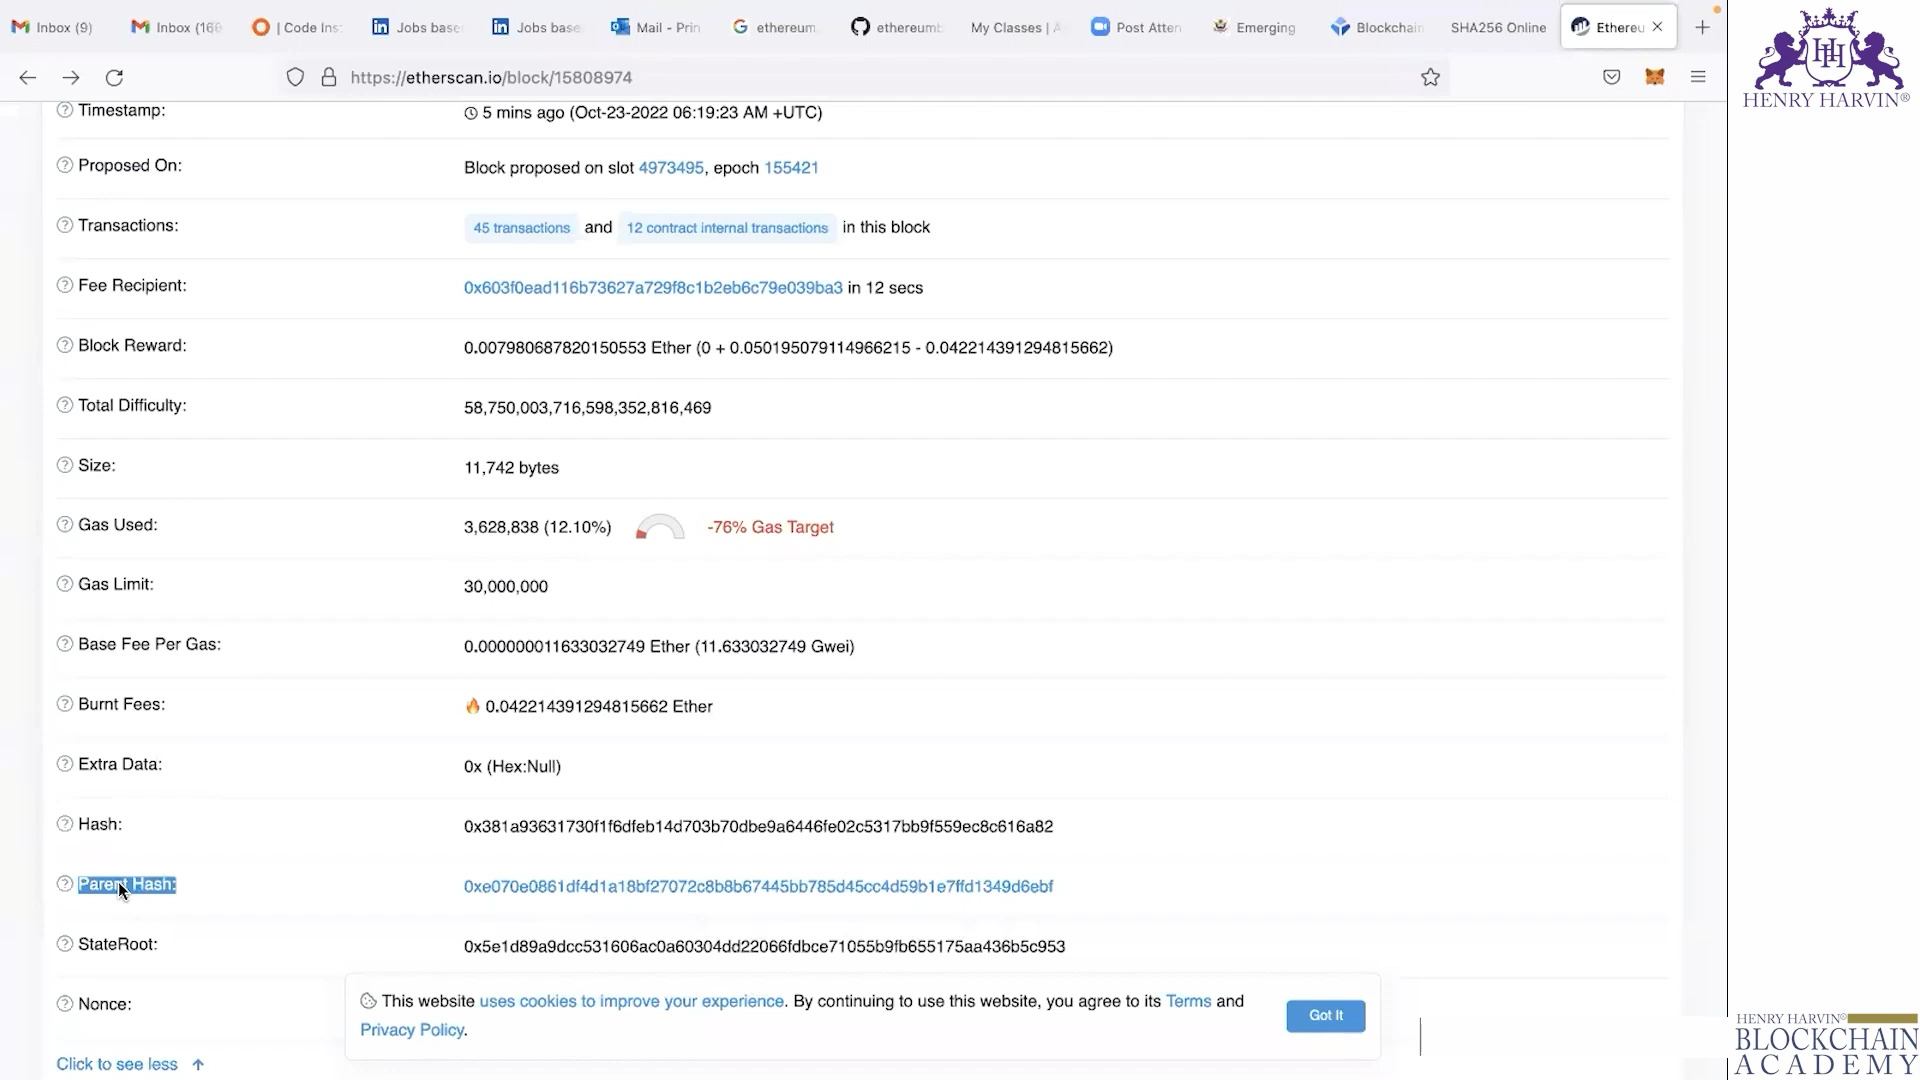 Inbox (9)
Inbox (166
| Code Ins
Jobs base
Jobs base
Mail - Prin
ethereum
ethereumb
My Classes | A
Post Atten
Emerging
Blockchain
SHA256 Online
Ethereu
https://etherscan.io/block/15808974
HENRY HARVIN®
Timestamp:
5 mins ago (Oct-23-2022 06:19:23 AM +UTC)
Proposed On:
Block proposed on slot 4973495, epoch 155421
Transactions:
45 transactions and 12 contract internal transactions in this block
Fee Recipient:
0x603f0ead116b73627a729f8c1b2eb6c79e039ba3 in 12 secs
Block Reward:
0.007980687820150553 Ether (0 + 0.050195079114966215 - 0.042214391294815662)
Total Difficulty:
58,750,003,716,598,352,816,469
Size:
11,742 bytes
Gas Used:
3,628,838 (12.10%)
-76% Gas Target
Gas Limit:
30,000,000
Base Fee Per Gas:
0.000000011633032749 Ether (11.633032749 Gwei)
Burnt Fees:
0.042214391294815662 Ether
Extra Data:
0x (Hex:Null)
Hash:
0x381a93631730f1f6dfeb14d703b70dbe9a6446fe02c5317bb9f559ec8c616a82
Parent Hash:
0xe070e0861df4d1a18bf27072c8b8b67445bb785d45cc4d59b1e7ffd1349d6ebf
StateRoot:
0x5e1d89a9dcc531606ac0a60304dd22066fdbce71055b9fb655175aa436b5c953
Nonce:
This website uses cookies to improve your experience. By continuing to use this website, you agree to its Terms and
Privacy Policy.
Got It
Click to see less
HENRY HARVIN®
BLOCKCHAIN
ACADEMY